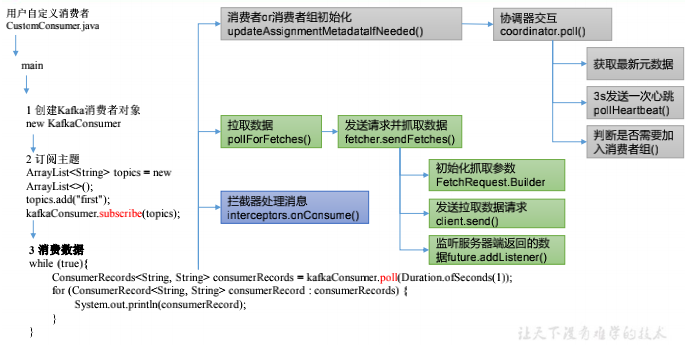 用户自定义消费者
CustomConsumer.java
main
1 创建Kafka消费者对象
new KafkaConsumer
2 订阅主题
ArrayList<String> topics = new
ArrayList<>();
topics.add("first");
kafkaConsumer.subscribe(topics);
3 消费数据
while (true){
ConsumerRecords<String, String> consumerRecords = kafkaConsumer.poll(Duration.ofSeconds(1));
for (ConsumerRecord<String, String> consumerRecord : consumerRecords) {
System.out.println(consumerRecord);
}
}
消费者or消费者组初始化
updateAssignmentMetadataIfNeeded()
协调器交互
coordinator.poll()
获取最新元数据
3s发送一次心跳
pollHeartbeat()
判断是否需要加
入消费者组()
拉取数据
pollForFetches()
发送请求并抓取数据
fetcher.sendFetches()
初始化抓取参数
FetchRequest.Builder
发送拉取数据请求
client.send()
监听服务器端返回的数
据future.addListener()
拦截器处理消息
interceptors.onConsume()
让天下没有难学的技术